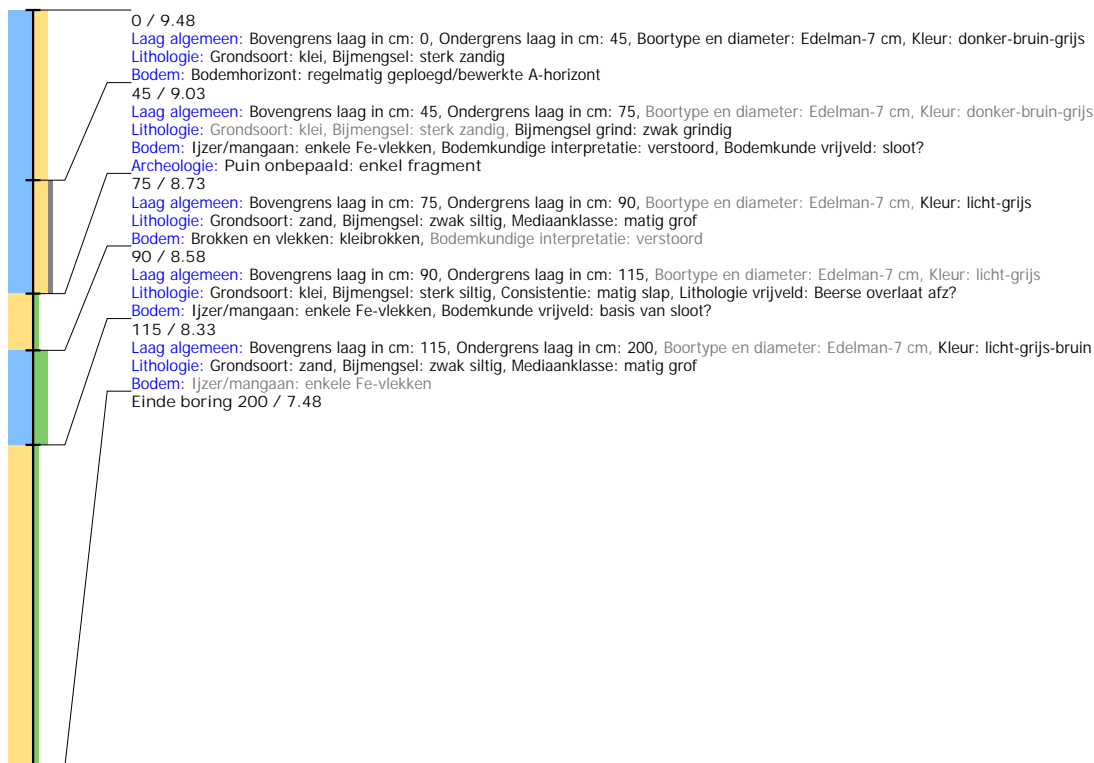 0 / 9.48
Laag algemeen: Bovengrens laag in cm: 0, Ondergrens laag in cm: 45, Boortype en diameter: Edelman-7 cm, Kleur: donker-bruin-grijs
Lithologie: Grondsoort: klei, Bijmengsel: sterk zandig
Bodem: Bodemhorizont: regelmatig geploegd/bewerkte A-horizont
45 / 9.03
Laag algemeen: Bovengrens laag in cm: 45, Ondergrens laag in cm: 75, Boortype en diameter: Edelman-7 cm, Kleur: donker-bruin-grijs
Lithologie: Grondsoort: klei, Bijmengsel: sterk zandig, Bijmengsel grind: zwak grindig
Bodem: Ijzer/mangaan: enkele Fe-vlekken, Bodemkundige interpretatie: verstoord, Bodemkunde vrijveld: sloot?
Archeologie: Puin onbepaald: enkel fragment
75 / 8.73
Laag algemeen: Bovengrens laag in cm: 75, Ondergrens laag in cm: 90, Boortype en diameter: Edelman-7 cm, Kleur: licht-grijs
Lithologie: Grondsoort: zand, Bijmengsel: zwak siltig, Mediaanklasse: matig grof
Bodem: Brokken en vlekken: kleibrokken, Bodemkundige interpretatie: verstoord
90 / 8.58
Laag algemeen: Bovengrens laag in cm: 90, Ondergrens laag in cm: 115, Boortype en diameter: Edelman-7 cm, Kleur: licht-grijs
Lithologie: Grondsoort: klei, Bijmengsel: sterk siltig, Consistentie: matig slap, Lithologie vrijveld: Beerse overlaat afz?
Bodem: Ijzer/mangaan: enkele Fe-vlekken, Bodemkunde vrijveld: basis van sloot?
115 / 8.33
Laag algemeen: Bovengrens laag in cm: 115, Ondergrens laag in cm: 200, Boortype en diameter: Edelman-7 cm, Kleur: licht-grijs-bruin
Lithologie: Grondsoort: zand, Bijmengsel: zwak siltig, Mediaanklasse: matig grof
Bodem: Ijzer/mangaan: enkele Fe-vlekken
Einde boring 200 / 7.48